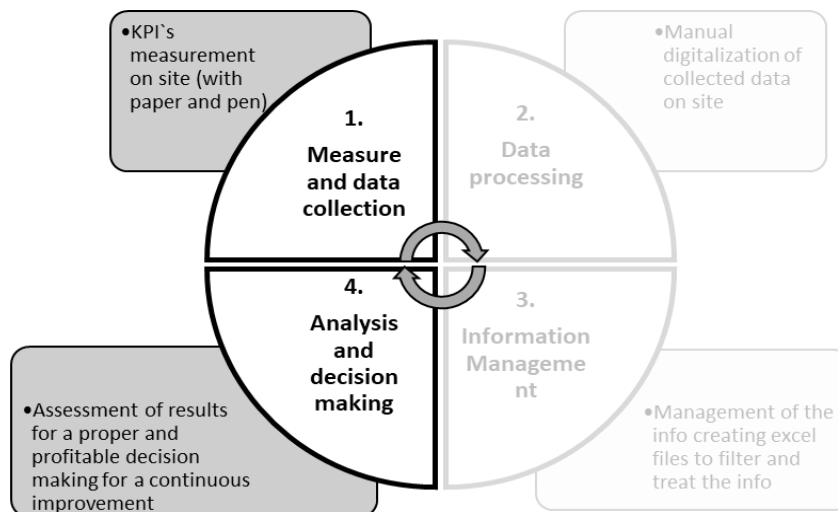 •KPI`s
measurement
on site (with
paper and pen)
•Manual
digitalization of
collected data
on site
1.
Measure
and data
collection
2.
Data
processing
4.
Analysis
and
decision
making
3.
Information
Manageme
nt
•Assessment of results
for a proper and
profitable decision
making for a continuous
improvement
•Management of the
info creating excel
files to filter and
treat the info